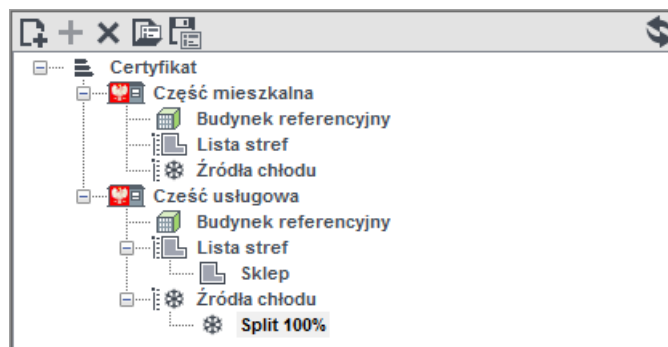 Certyfikat
Część mieszkalna
Budynek referencyjny
Lista stref
Źródła chłodu
Cześć usługowa
Budynek referencyjny
Lista stref
Sklep
Źródła chłodu
Split 100%